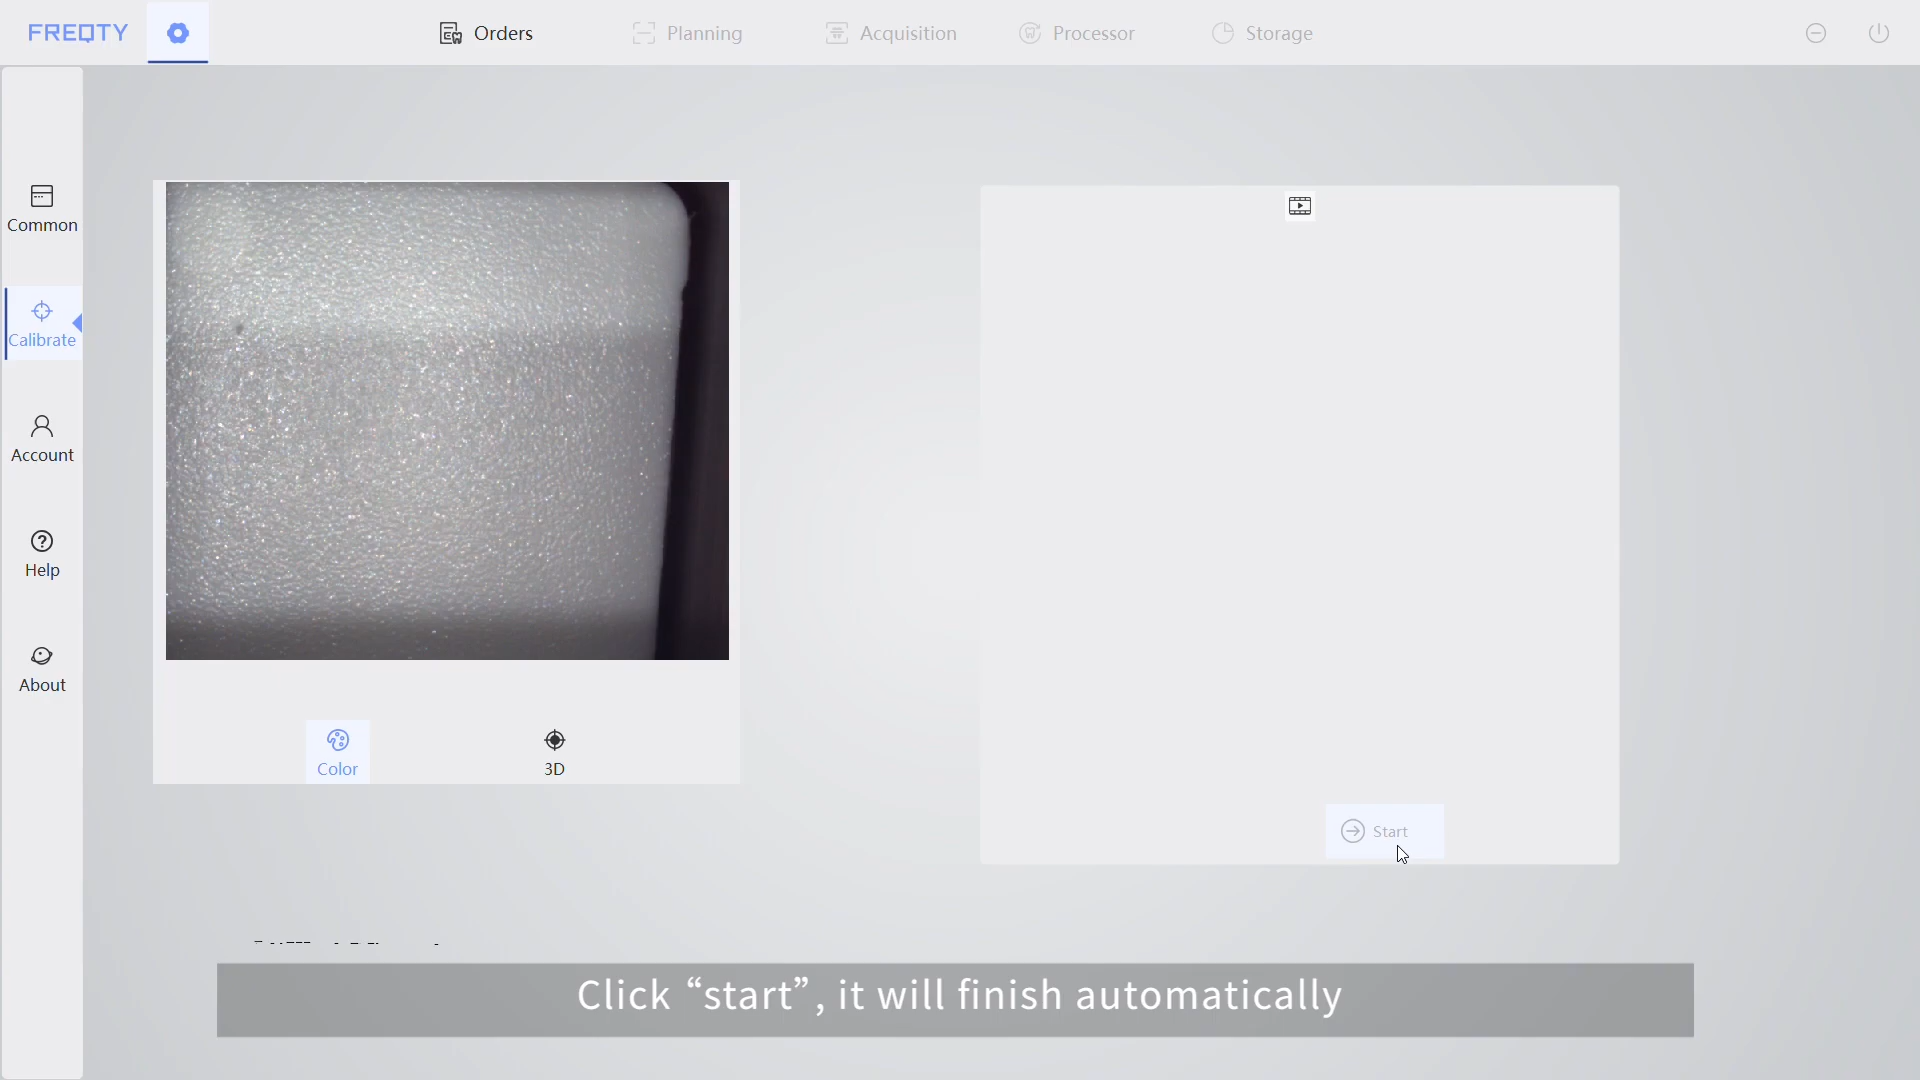 FREQTY
Orders
Planning
Acquisition
Processor
Storage
Common
Calibrate
Account
Help
About
Color
3D
Start
Click “start”, it will finish automatically